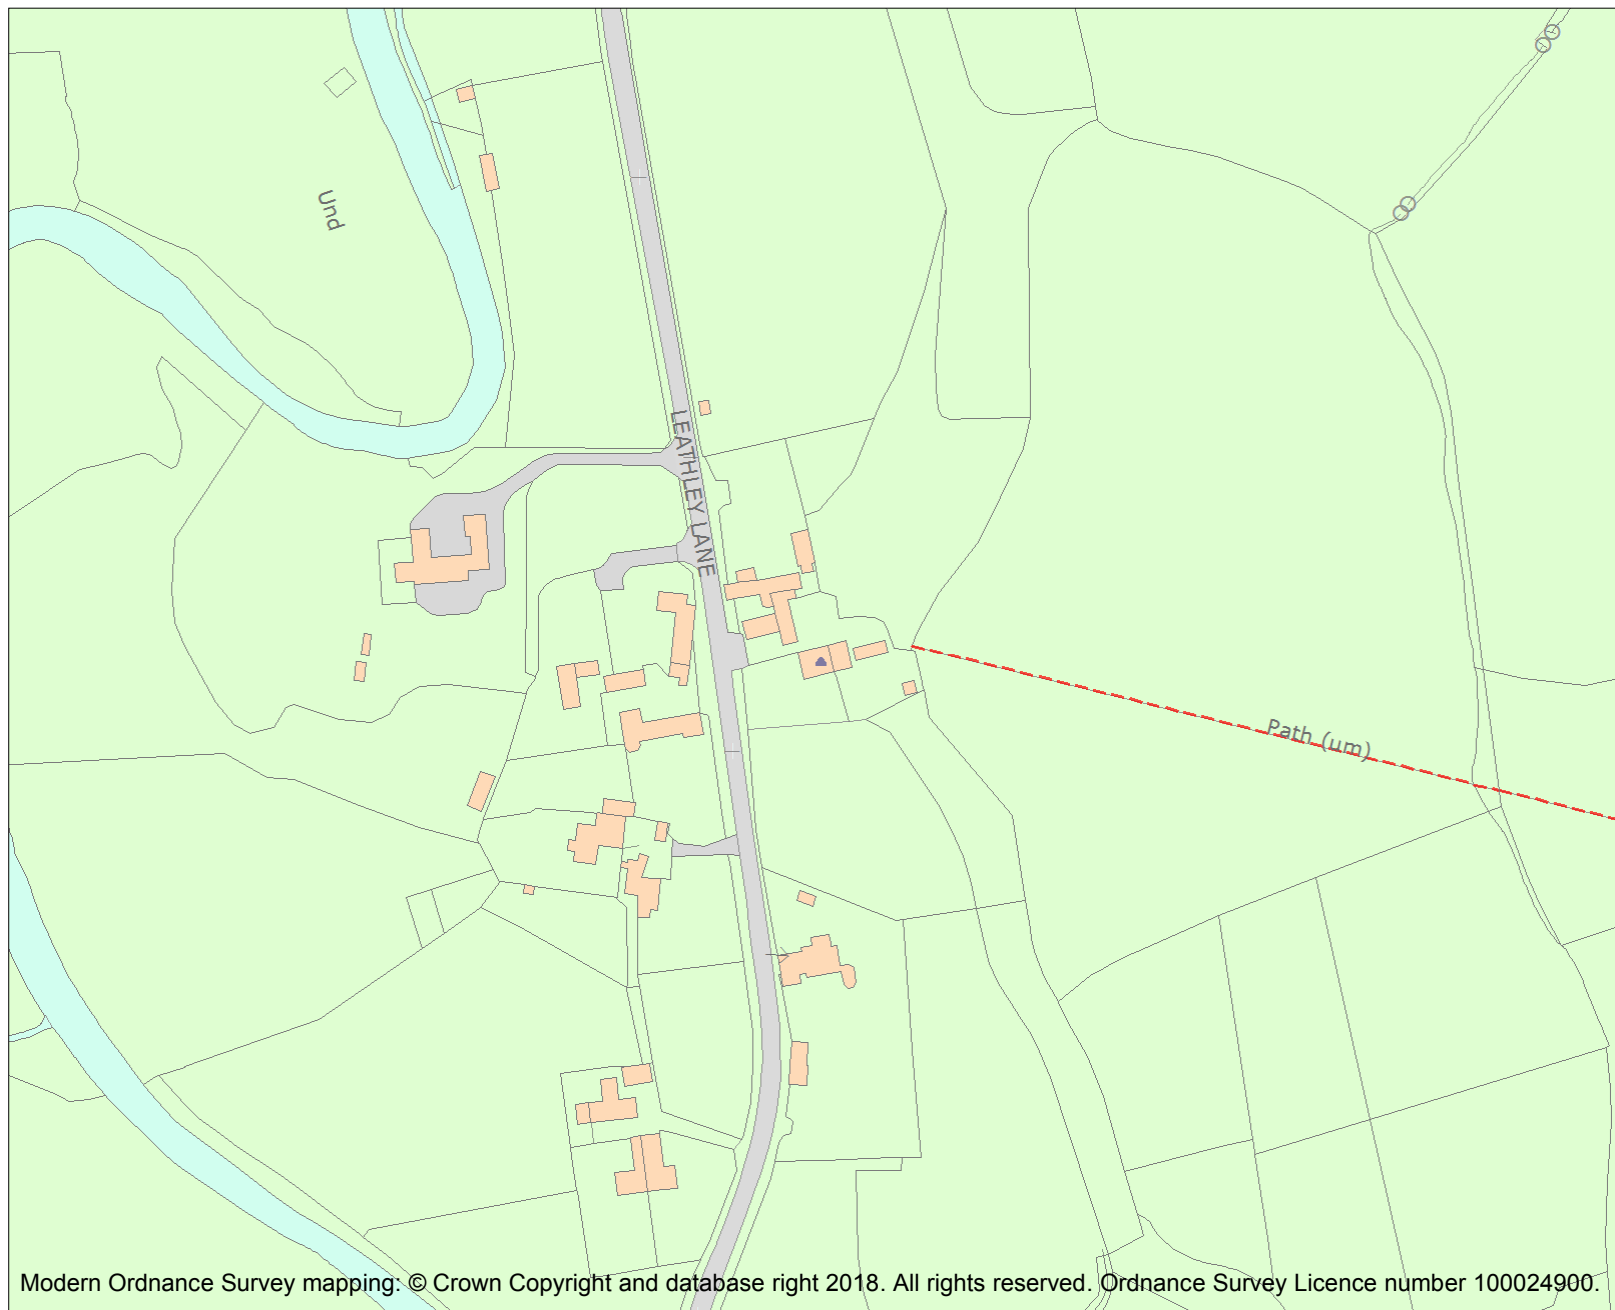 Und
LEATHLEY LANE
Path (um)
Modern Ordnance Survey mapping: © Crown Copyright and database right 2018. All rights reserved. Ordnance Survey Licence number 100024900.